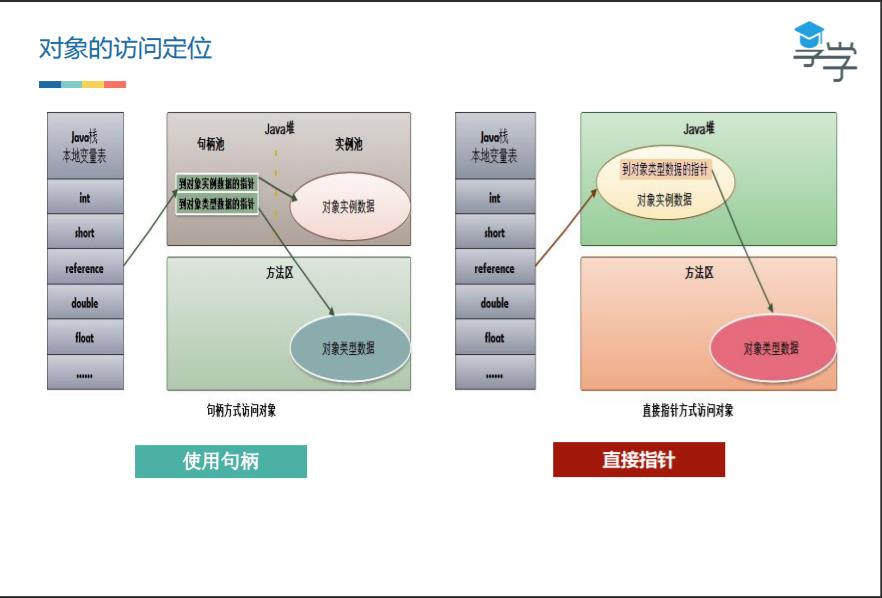 对象的访问定位
享学
Java栈
本地变量表
int
short
reference
double
float
......
Java堆
句柄池
实例池
到对象实例数据的指针
到对象类型数据的指针
对象实例数据
方法区
对象类型数据
句柄方式访问对象
使用句柄
Java栈
本地变量表
int
short
reference
double
float
......
Java堆
到对象类型数据的指针
对象实例数据
方法区
对象类型数据
直接指针方式访问对象
直接指针